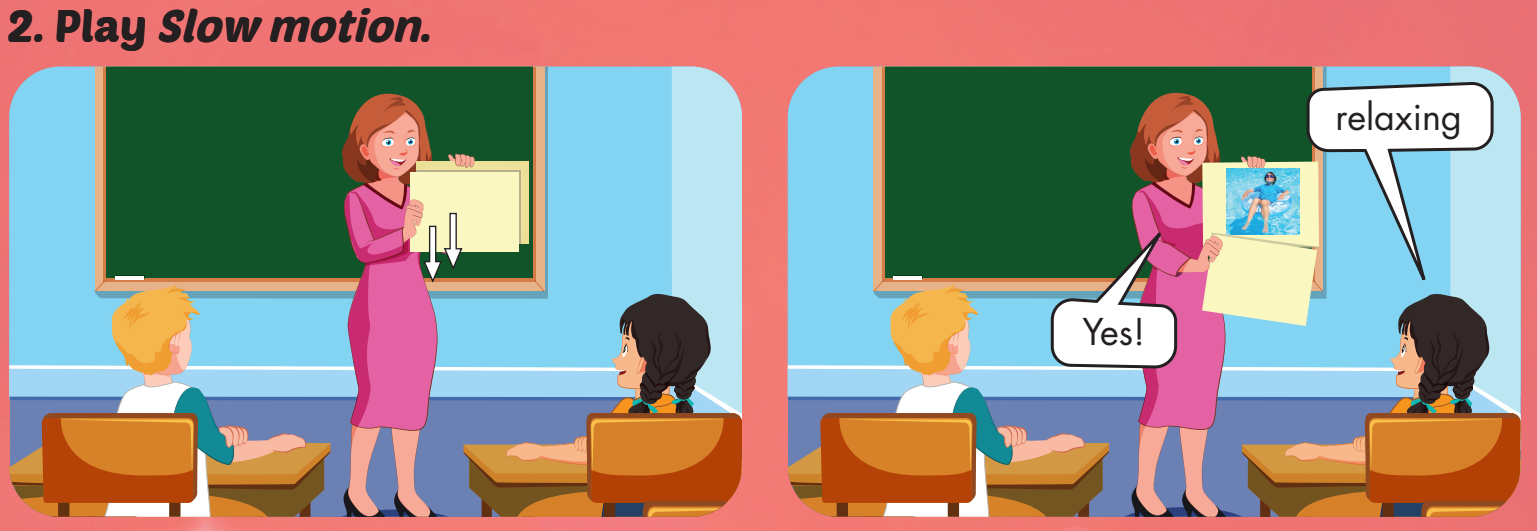 2. Play Slow motion.
relaxing
Yes!